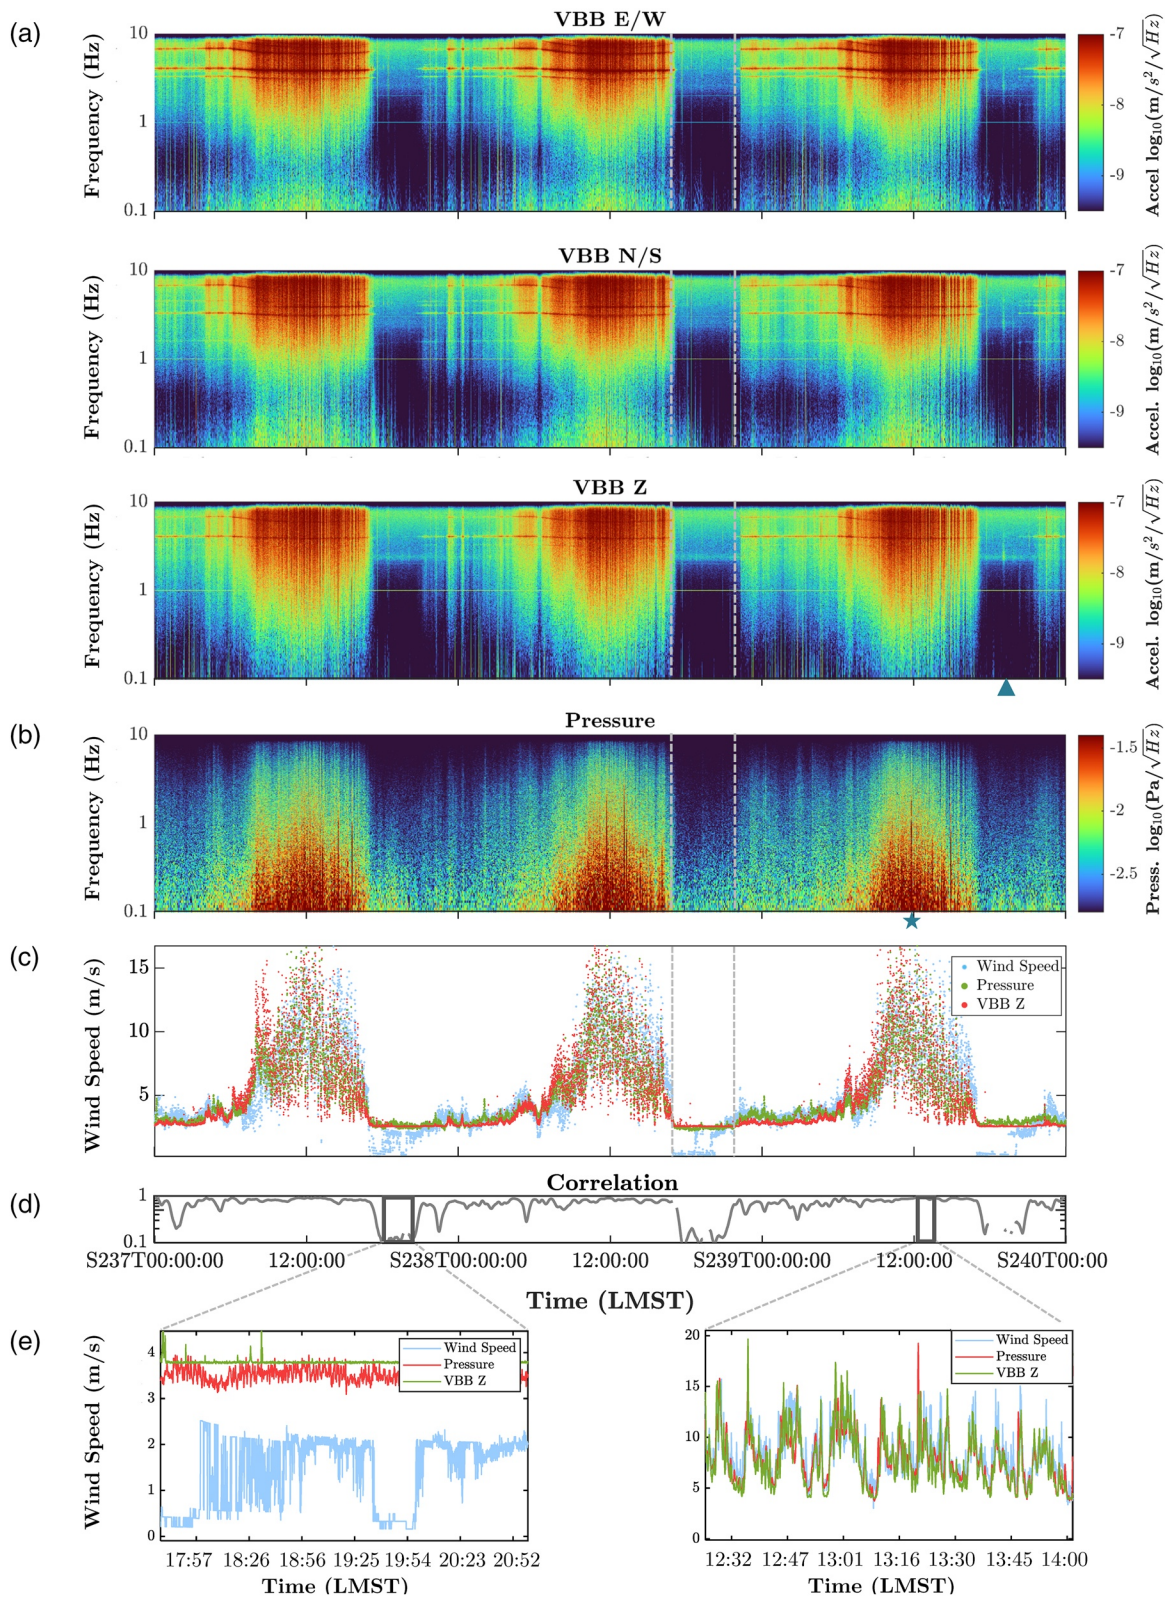 (a)
VBB E/W
10
1
0.1
Frequency (Hz)
-7
-8
-9
Accel log10(m/s2/√Hz)
VBB N/S
10
1
0.1
Frequency (Hz)
-7
-8
-9
Accel. log10(m/s2/√Hz)
VBB Z
10
1
0.1
Frequency (Hz)
-7
-8
-9
Accel. log10(m/s2/√Hz)
(b)
Pressure
10
1
0.1
Frequency (Hz)
-1.5
-2
-2.5
Press. log10(Pa/√Hz)
(c)
15
10
5
Wind Speed (m/s)
Wind Speed
Pressure
VBB Z
(d)
Correlation
1
0.1
S237T00:00:00 12:00:00 S238T00:00:00 12:00:00 S239T00:00:00 12:00:00 S240T00:00:00
Time (LMST)
(e)
Wind Speed (m/s)
4
3
2
1
0
Wind Speed
Pressure
VBB Z
17:57 18:26 18:56 19:25 19:54 20:23 20:52
Time (LMST)
20
15
10
5
0
Wind Speed
Pressure
VBB Z
12:32 12:47 13:01 13:16 13:30 13:45 14:00
Time (LMST)